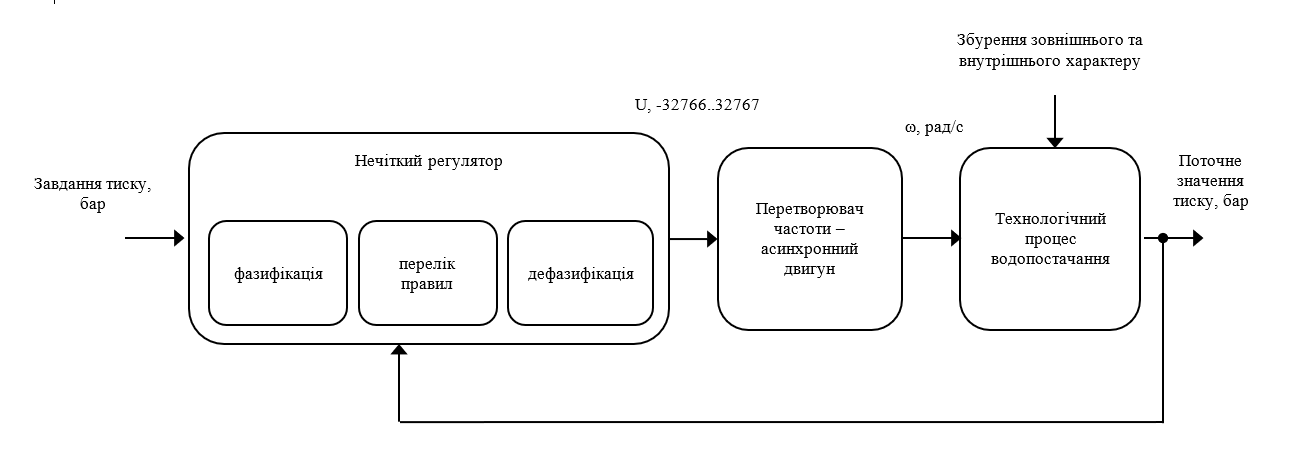 Збурення зовнішнього та
внутрішнього характеру
U, -32766..32767
ω, рад/с
Нечіткий регулятор
Завдання тиску,
бар
фазифікація
перелік
правил
дефазифікація
Перетворювач
частоти –
асинхронний
двигун
Технологічний
процес
водопостачання
Поточне
значення
тиску, бар